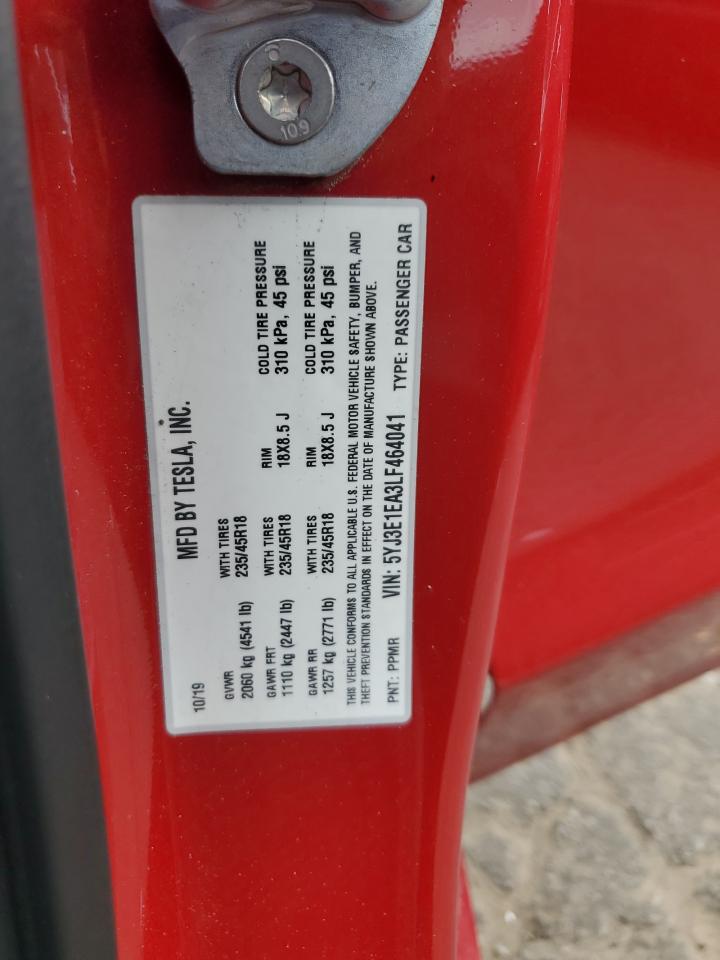 10.9
10/19 MFD BY TESLA, INC.
GVWR WITH TIRES
2060 kg (4541 lb) 235/45R18
GAWR FRT WITH TIRES RIM COLD TIRE PRESSURE
1110 kg (2447 lb) 235/45R18 18X8.5 J 310 kPa, 45 psi
GAWR RR WITH TIRES RIM COLD TIRE PRESSURE
1257 kg (2771 lb) 235/45R18 18X8.5 J 310 kPa, 45 psi
THIS VEHICLE CONFORMS TO ALL APPLICABLE U.S. FEDERAL MOTOR VEHICLE SAFETY, BUMPER, AND
THEFT PREVENTION STANDARDS IN EFFECT ON THE DATE OF MANUFACTURE SHOWN ABOVE.
PNT: PPMR VIN: 5YJ3E1EA3LF464041 TYPE: PASSENGER CAR